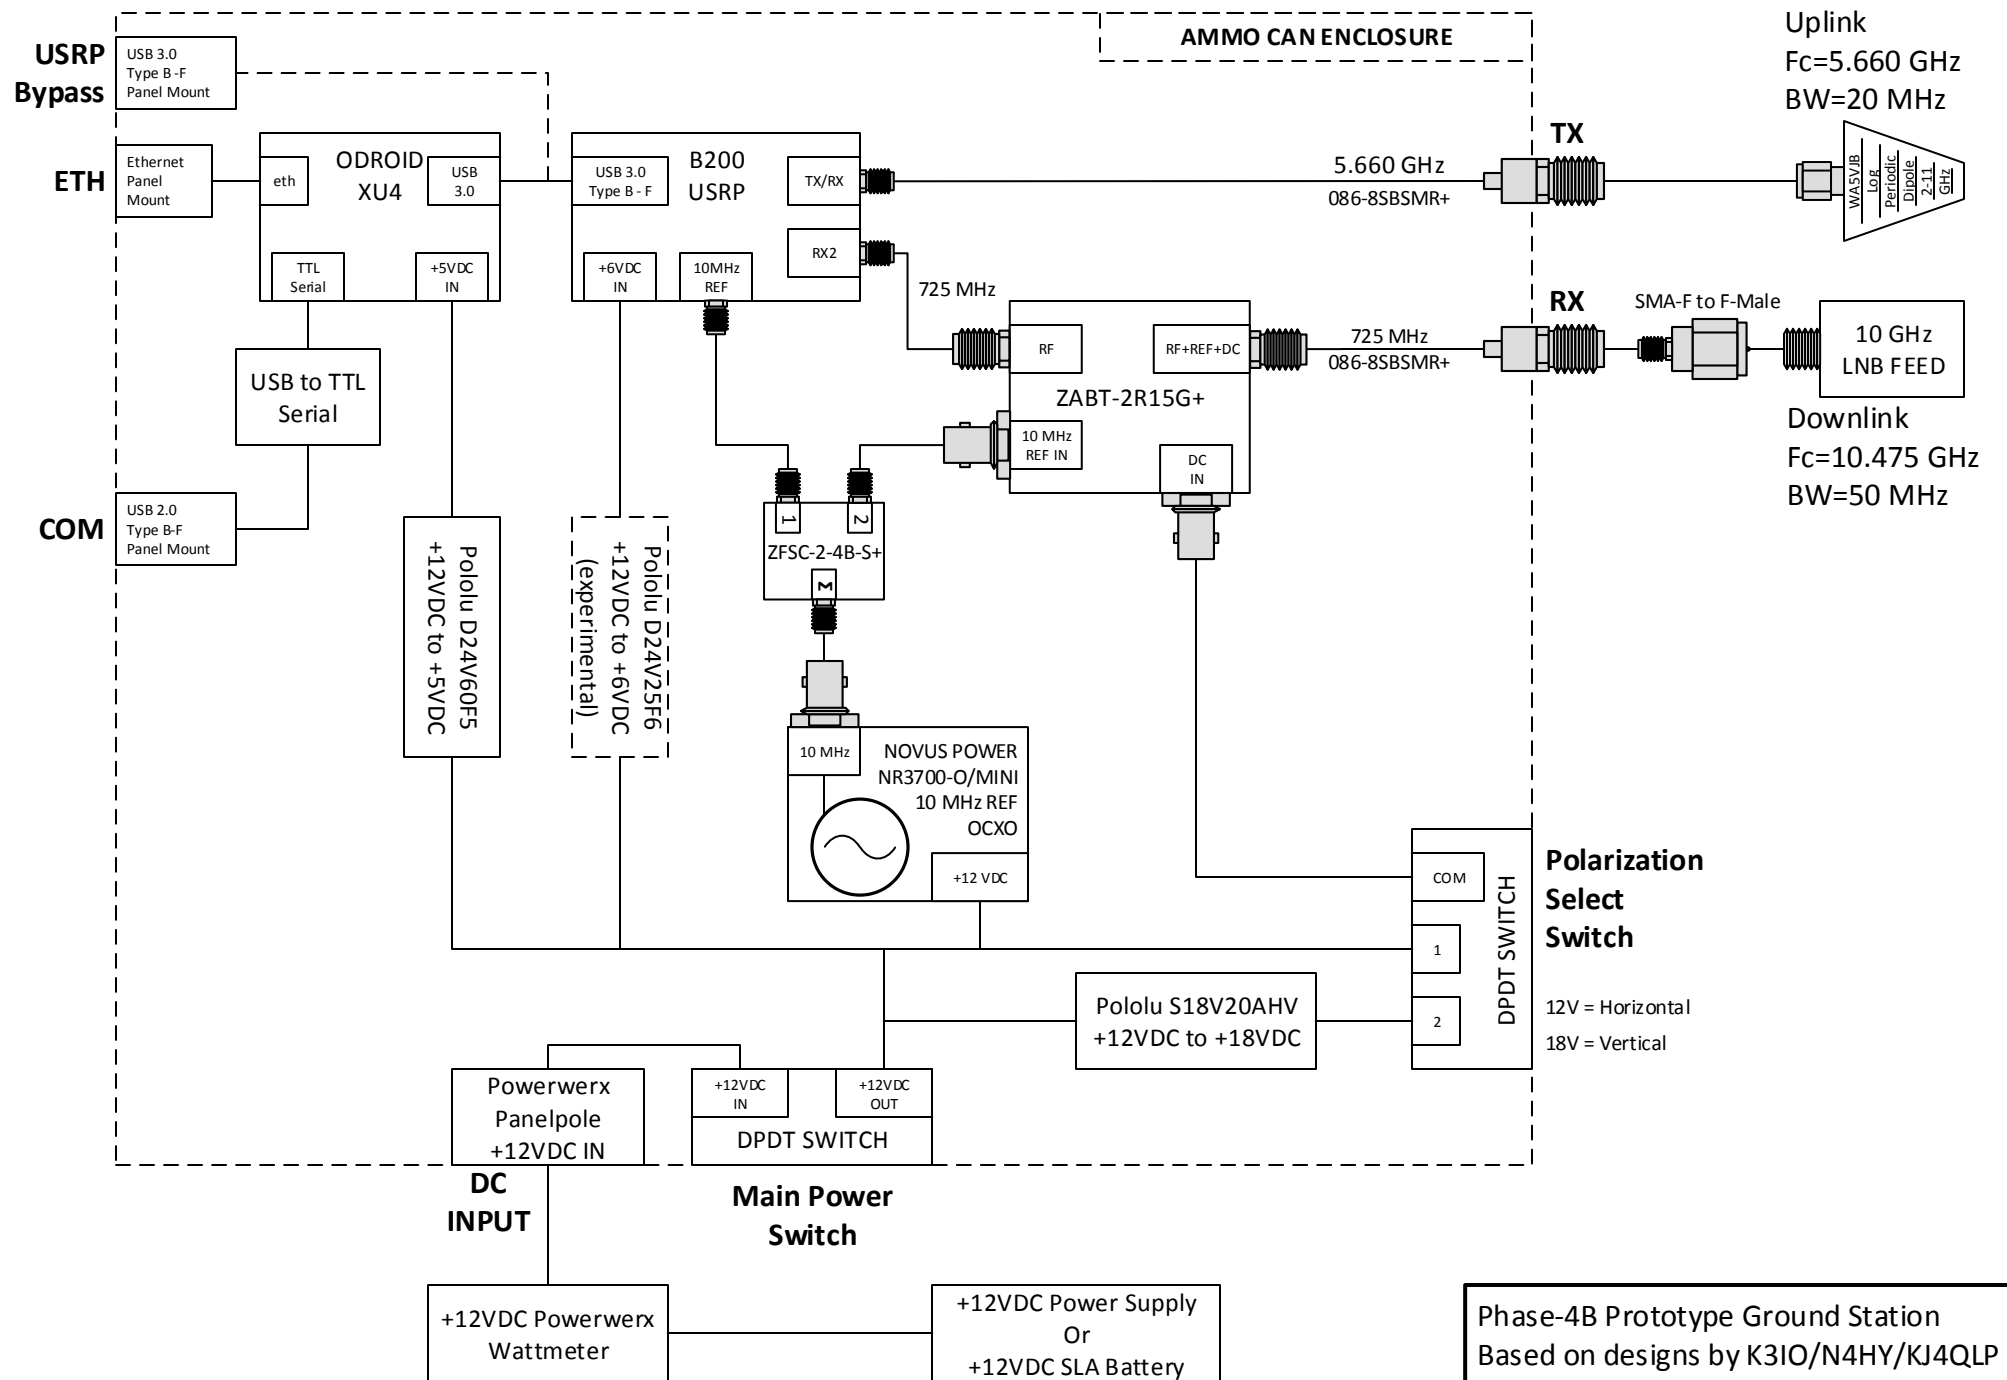 AMMO CAN ENCLOSURE
USRP
Bypass
USB 3.0
Type B -F
Panel Mount
ETH
Ethernet
Panel
Mount
eth
ODROID
XU4
USB
3.0
TTL
Serial
+5VDC
IN
USB 3.0
Type B - F
B200
USRP
TX/RX
RX2
+6VDC
IN
10MHz
REF
5.660 GHz
086-8SBSMR+
TX
Uplink
Fc=5.660 GHz
BW=20 MHz
WA5VJB
Log
Periodic
Dipole
2-11
GHz
725 MHz
RF
RF+REF+DC
ZABT-2R15G+
10 MHz
REF IN
DC
IN
725 MHz
086-8SBSMR+
RX
SMA-F to F-Male
10 GHz
LNB FEED
Downlink
Fc=10.475 GHz
BW=50 MHz
USB to TTL
Serial
COM
USB 2.0
Type B-F
Panel Mount
Pololu D24V60F5
+12VDC to +5VDC
Pololu D24V25F6
+12VDC to +6VDC
(experimental)
1
2
ZFSC-2-4B-S+
Σ
10 MHz
NOVUS POWER
NR3700-O/MINI
10 MHz REF
OCXO
+12 VDC
COM
1
2
DPDT SWITCH
Polarization
Select
Switch
12V = Horizontal
18V = Vertical
Pololu S18V20AHV
+12VDC to +18VDC
Powerwerx
Panelpole
+12VDC IN
+12VDC
IN
+12VDC
OUT
DPDT SWITCH
DC
INPUT
Main Power
Switch
+12VDC Powerwerx
Wattmeter
+12VDC Power Supply
Or
+12VDC SLA Battery
Phase-4B Prototype Ground Station
Based on designs by K3IO/N4HY/KJ4QLP